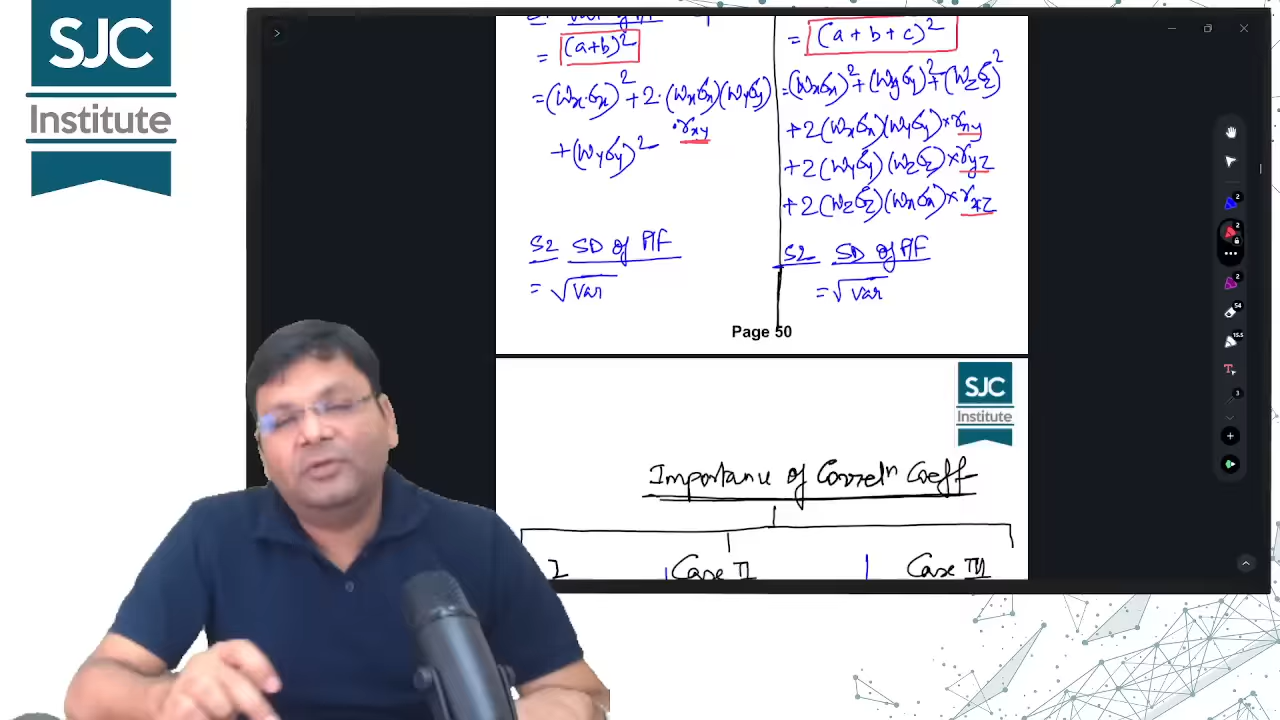 SJC
Institute
= (a+b)²
=(Wx·σx)²+2·(Wxσx)(Wyσy)
·rxy
+(Wyσy)²
S2 SD of P/F
= √Var
= (a+b+c)²
=(Wxσx)²+(Wyσy)²+(Wzσz)²
+2(Wxσx)(Wyσy)×rxy
+2(Wyσy)(Wzσz)×ryz
+2(Wzσz)(Wxσx)×rxz
S2 SD of P/F
= √Var
Page 50
SJC
Institute
Importance of Correlⁿ Coeff
I
Case II
Case III